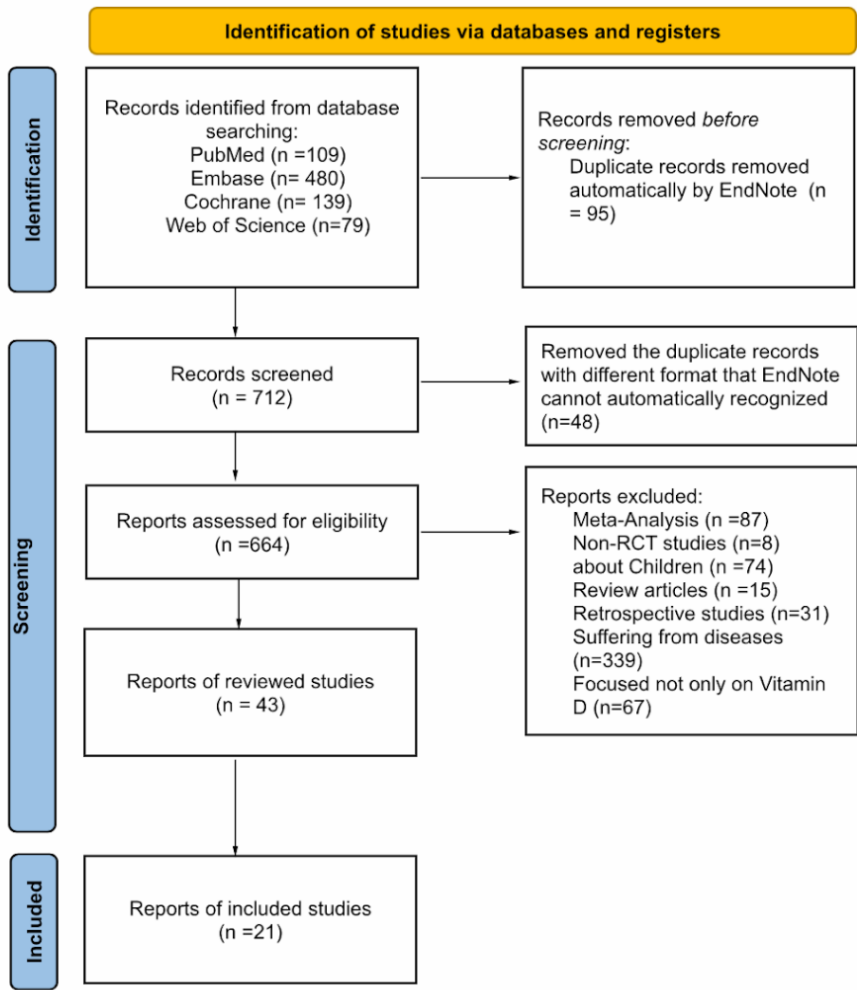 Identification of studies via databases and registers
Identification
Records identified from database
searching:
PubMed (n =109)
Embase (n= 480)
Cochrane (n= 139)
Web of Science (n=79)
Records removed before
screening:
Duplicate records removed
automatically by EndNote (n
= 95)
Screening
Records screened
(n = 712)
Removed the duplicate records
with different format that EndNote
cannot automatically recognized
(n=48)
Reports assessed for eligibility
(n =664)
Reports excluded:
Meta-Analysis (n =87)
Non-RCT studies (n=8)
about Children (n =74)
Review articles (n =15)
Retrospective studies (n=31)
Suffering from diseases
(n=339)
Focused not only on Vitamin
D (n=67)
Reports of reviewed studies
(n = 43)
Included
Reports of included studies
(n =21)